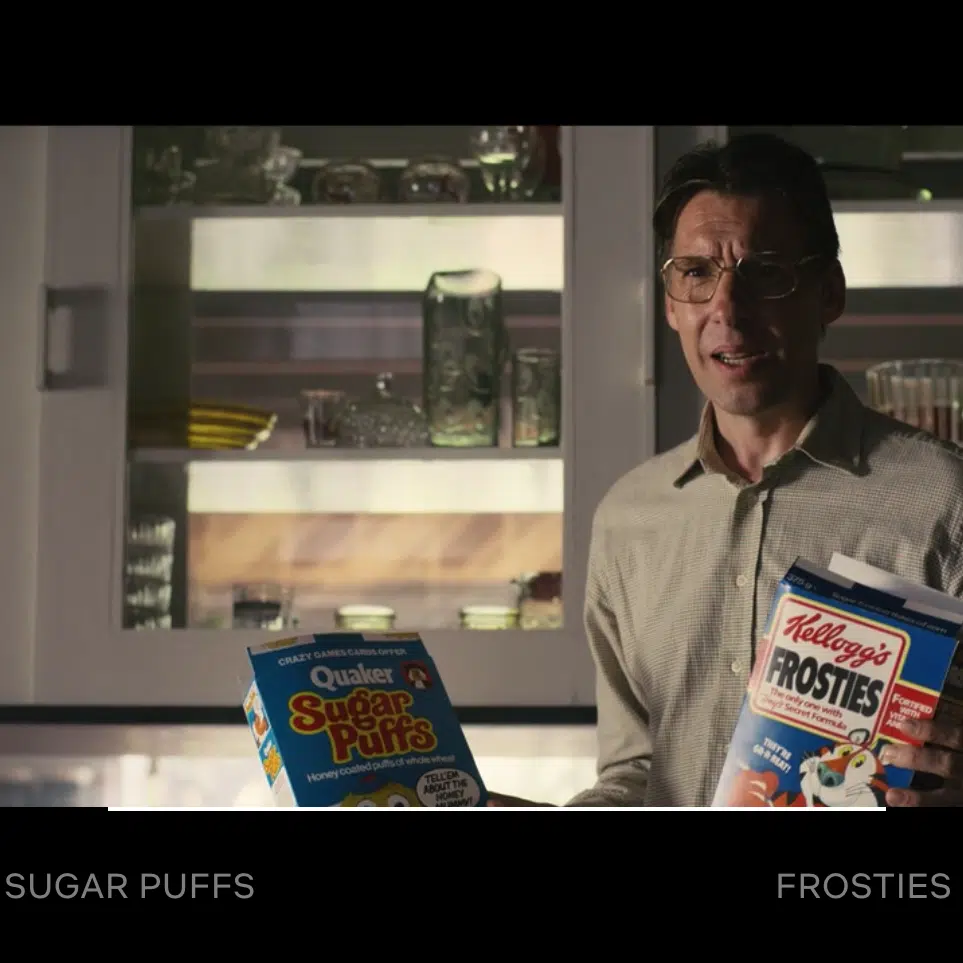 CRAZY GAMES CARDS OFFER
Quaker
Sugar
Puffs
Honey coated puffs of whole wheat
TELL'EM
ABOUT THE
HONEY
MUMMY!
375g
Kellogg's
FROSTIES
The only one with
Tony's Secret Formula
FORTIFIED
WITH
THEY'RE
GR-R-REAT!
SUGAR PUFFS
FROSTIES